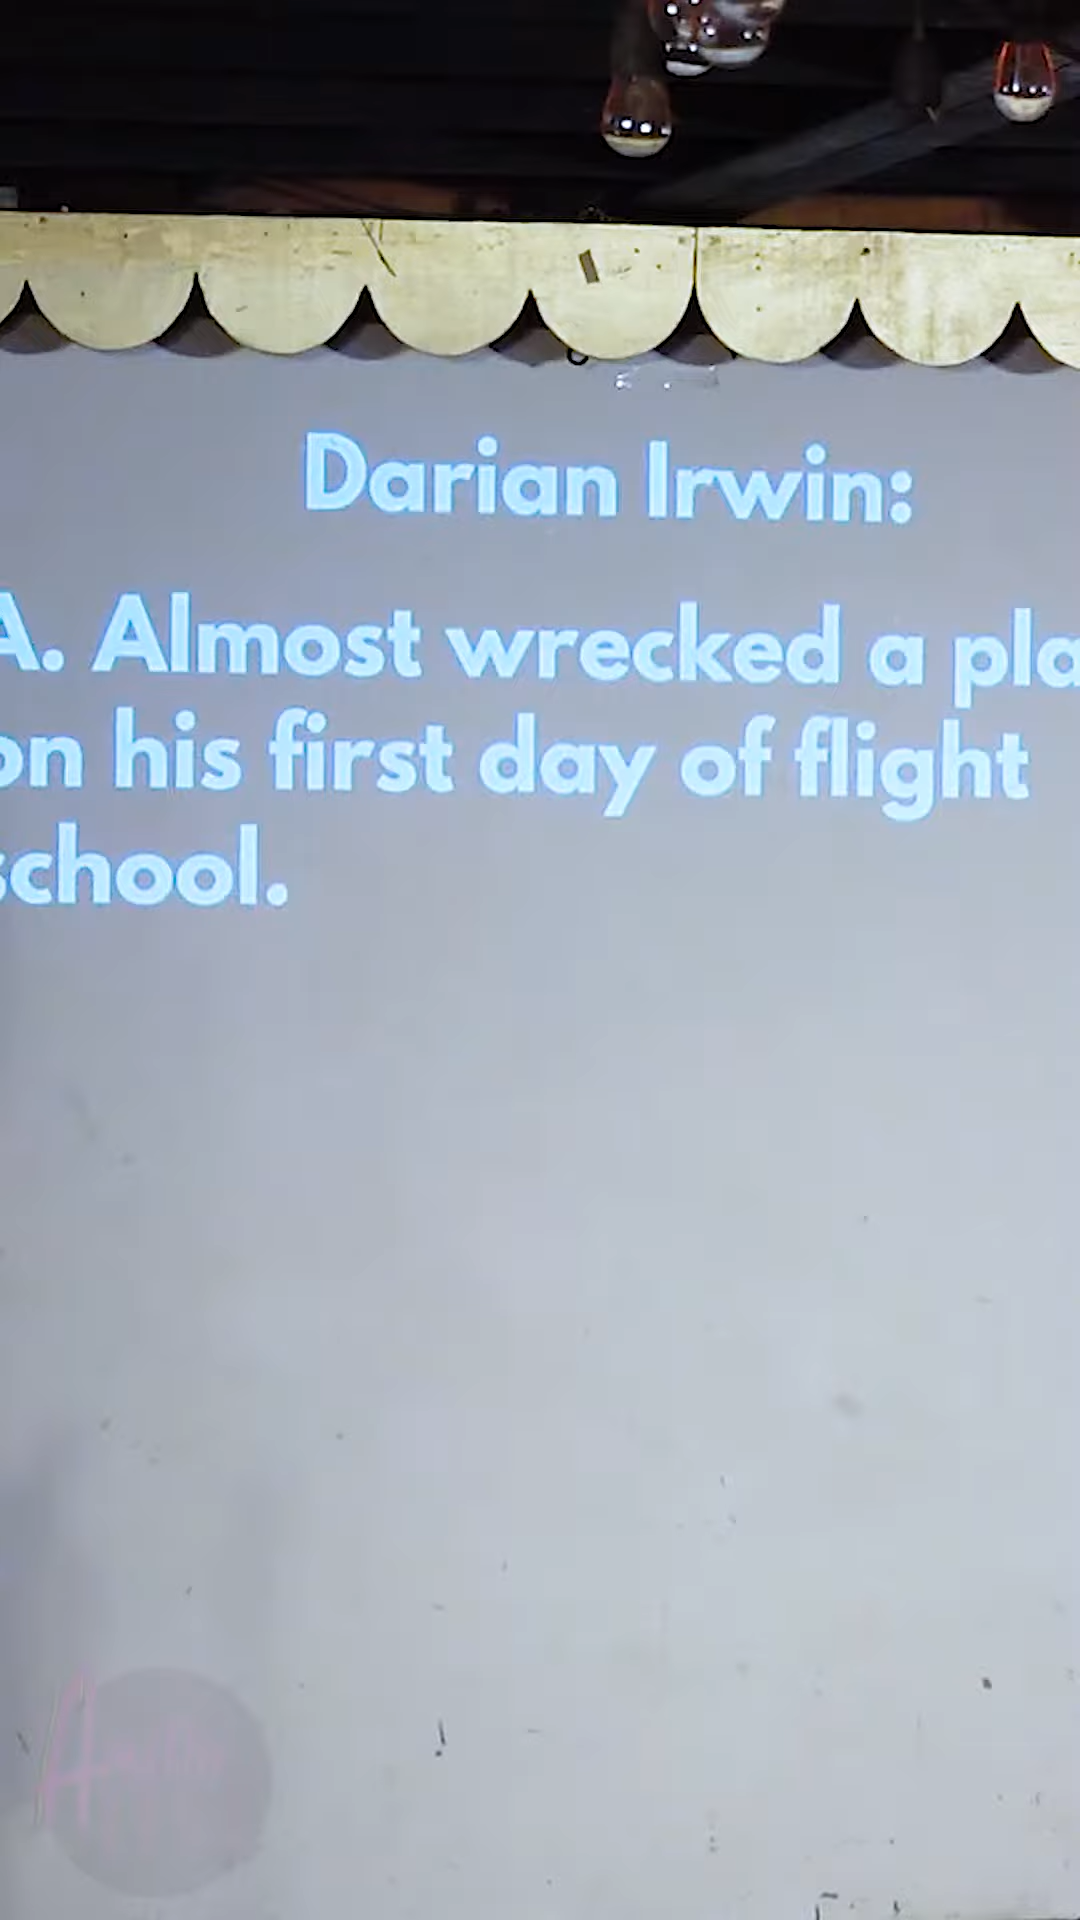 Darian Irwin:
A. Almost wrecked a pla
on his first day of flight
school.